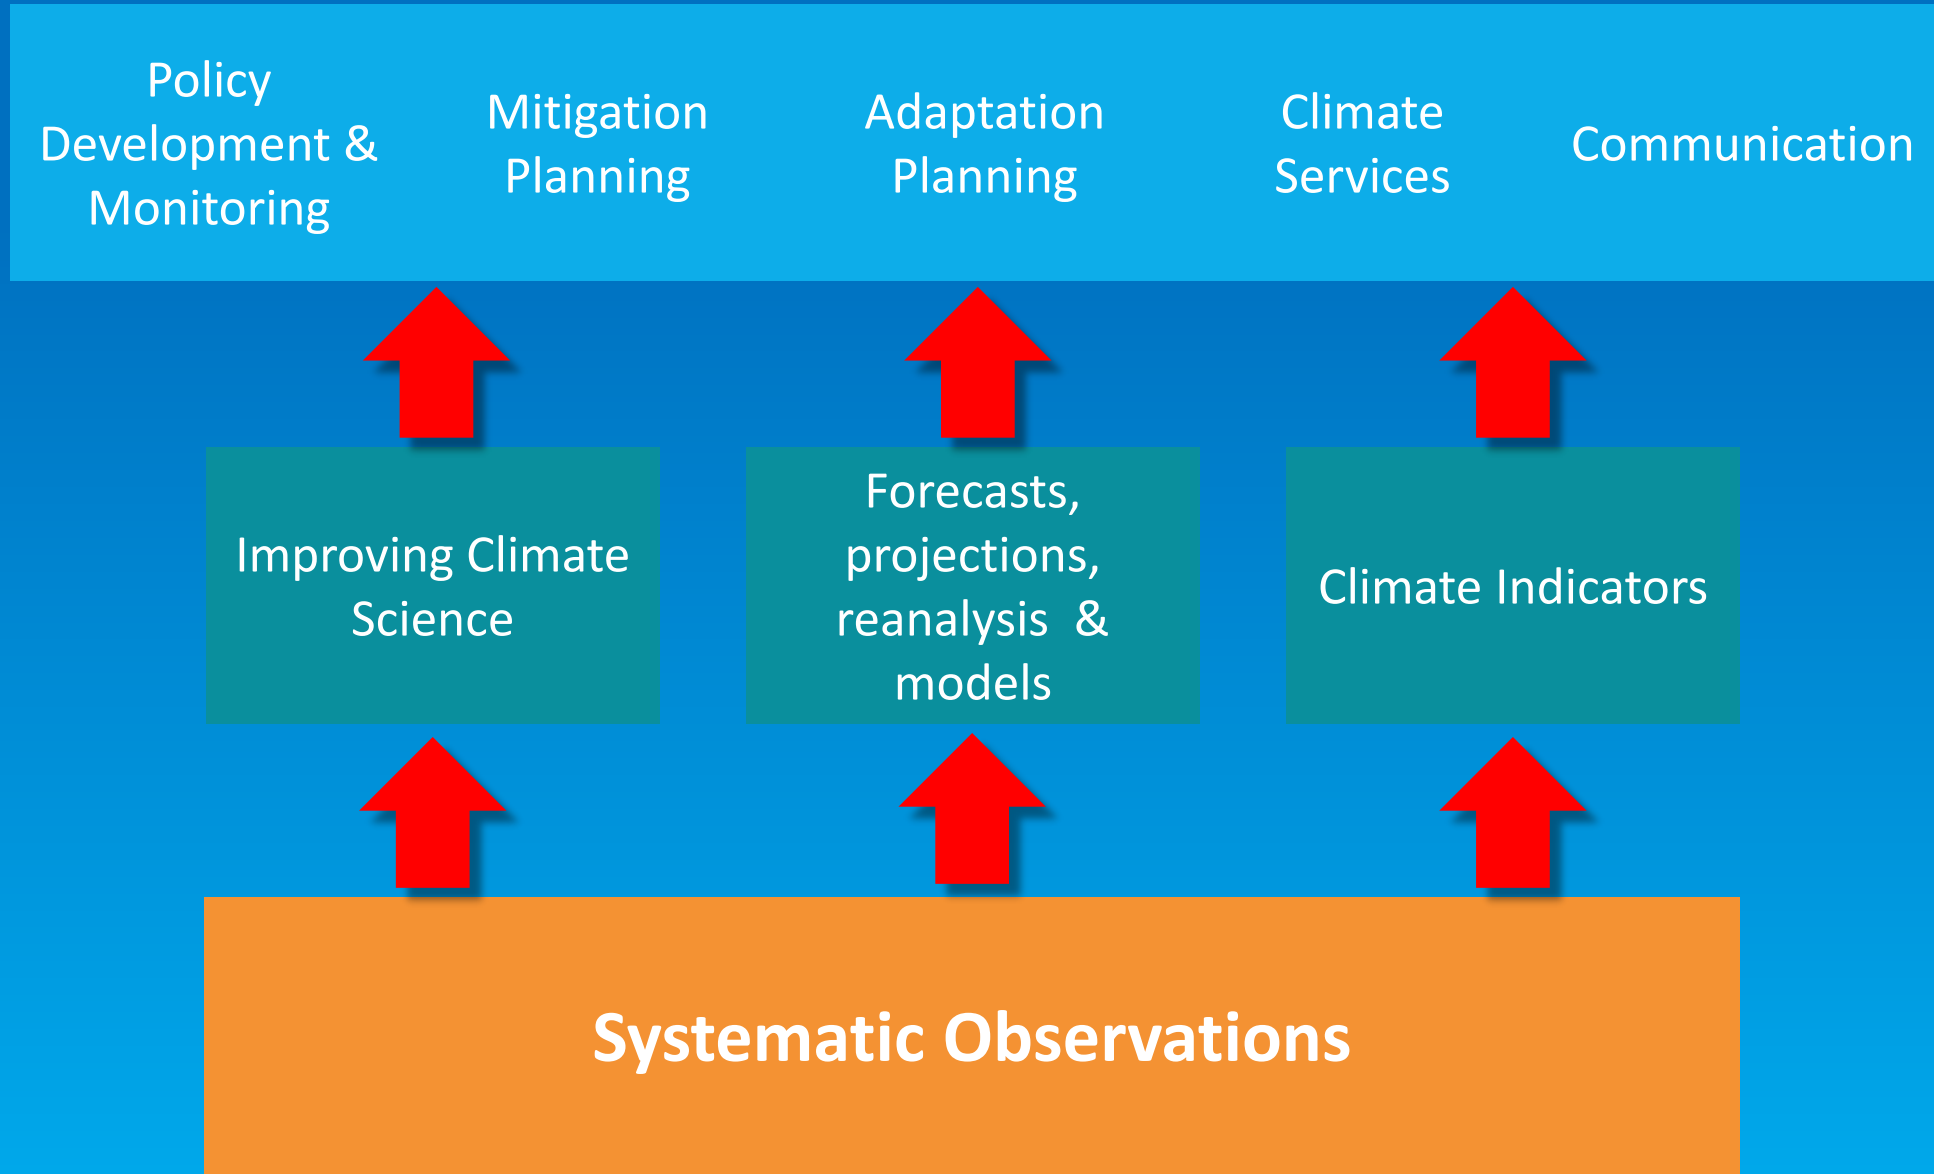 Policy
Development &
Monitoring
Mitigation
Planning
Adaptation
Planning
Climate
Services
Communication
Improving Climate
Science
Forecasts,
projections,
reanalysis  &
models
Climate Indicators
Systematic Observations